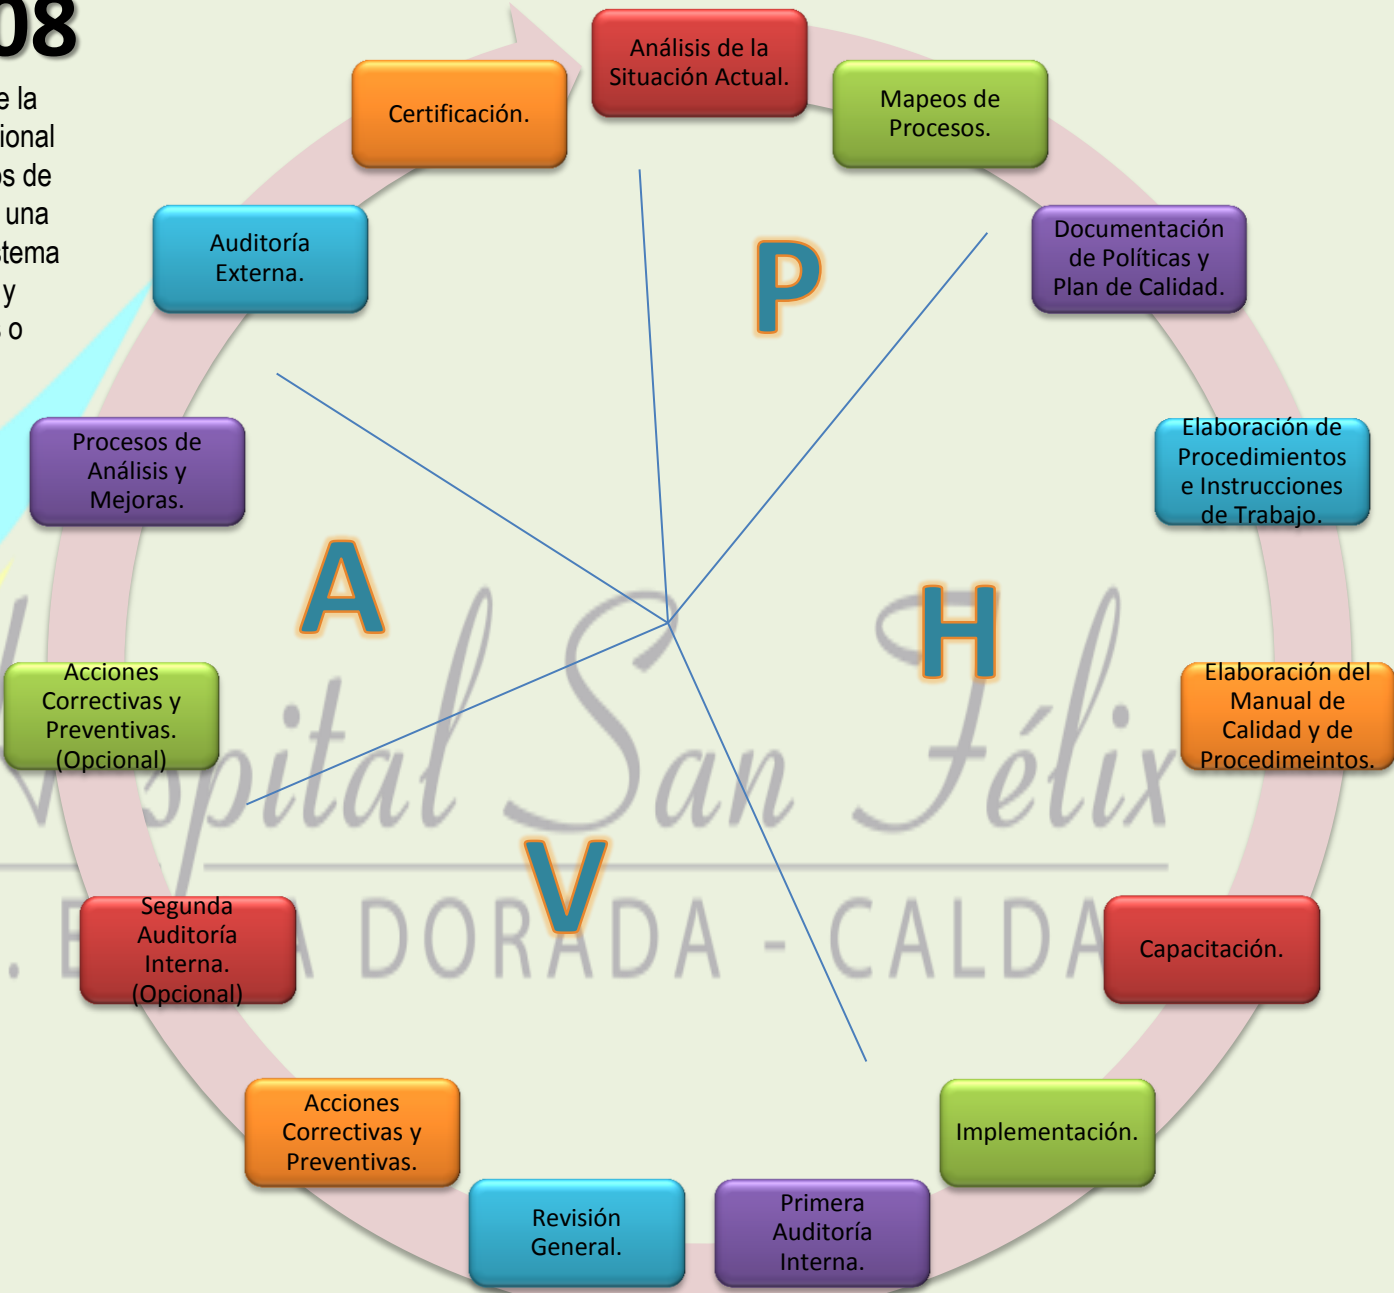 08
e la
ional
os de
una
stema
y
s o
Análisis de la
Situación Actual.
Mapeos de
Procesos.
Documentación
de Políticas y
Plan de Calidad.
Elaboración de
Procedimientos
e Instrucciones
de Trabajo.
Elaboración del
Manual de
Calidad y de
Procedimeintos.
Capacitación.
Implementación.
Primera
Auditoría
Interna.
Revisión
General.
Acciones
Correctivas y
Preventivas.
Segunda
Auditoría
Interna.
(Opcional)
Acciones
Correctivas y
Preventivas.
(Opcional)
Procesos de
Análisis y
Mejoras.
Auditoría
Externa.
Certificación.
P
H
V
A
Hospital San Félix
DORADA - CALDA